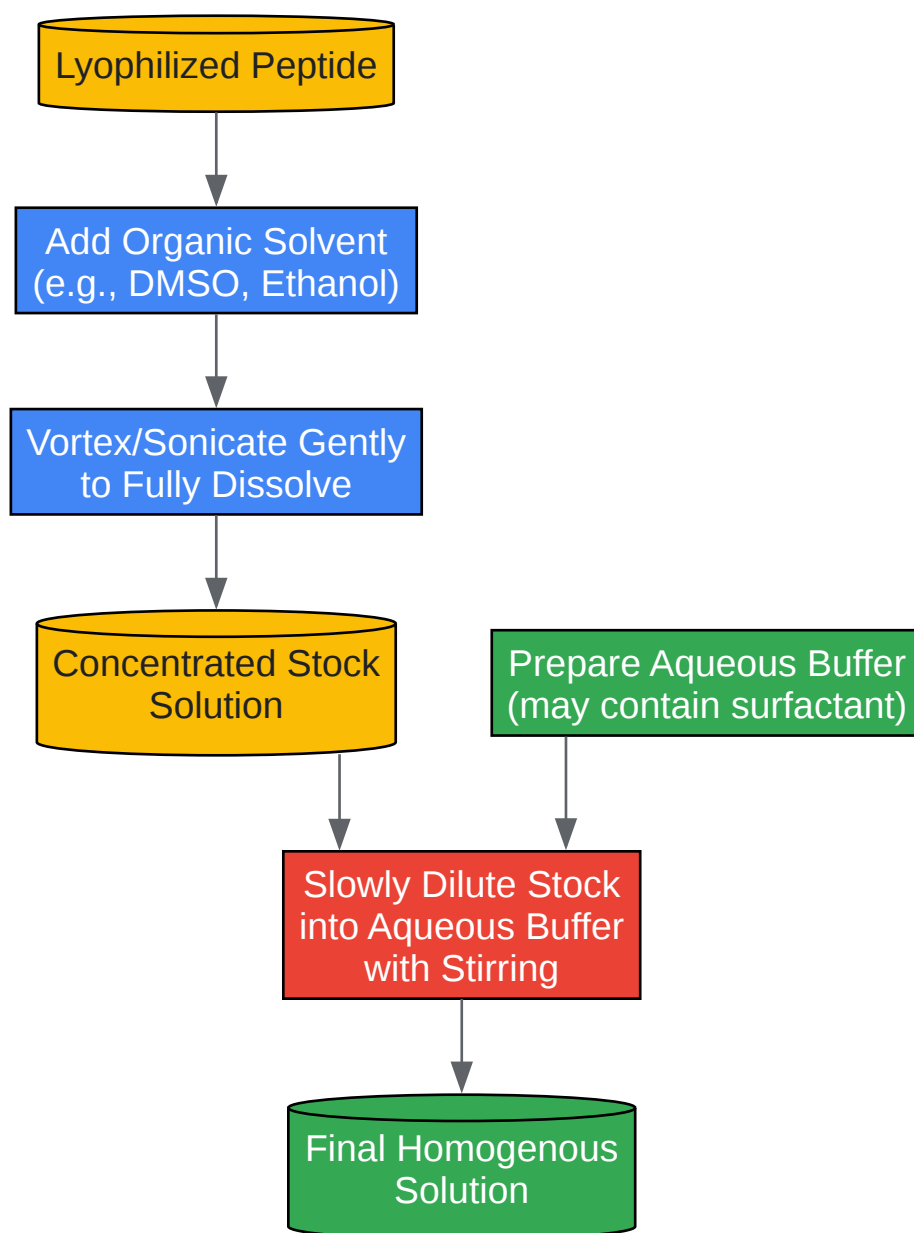 Lyophilized Peptide
Add Organic Solvent
(e.g., DMSO, Ethanol)
Vortex/Sonicate Gently
to Fully Dissolve
Concentrated Stock
Solution
Prepare Aqueous Buffer
(may contain surfactant)
Slowly Dilute Stock
into Aqueous Buffer
with Stirring
Final Homogenous
Solution